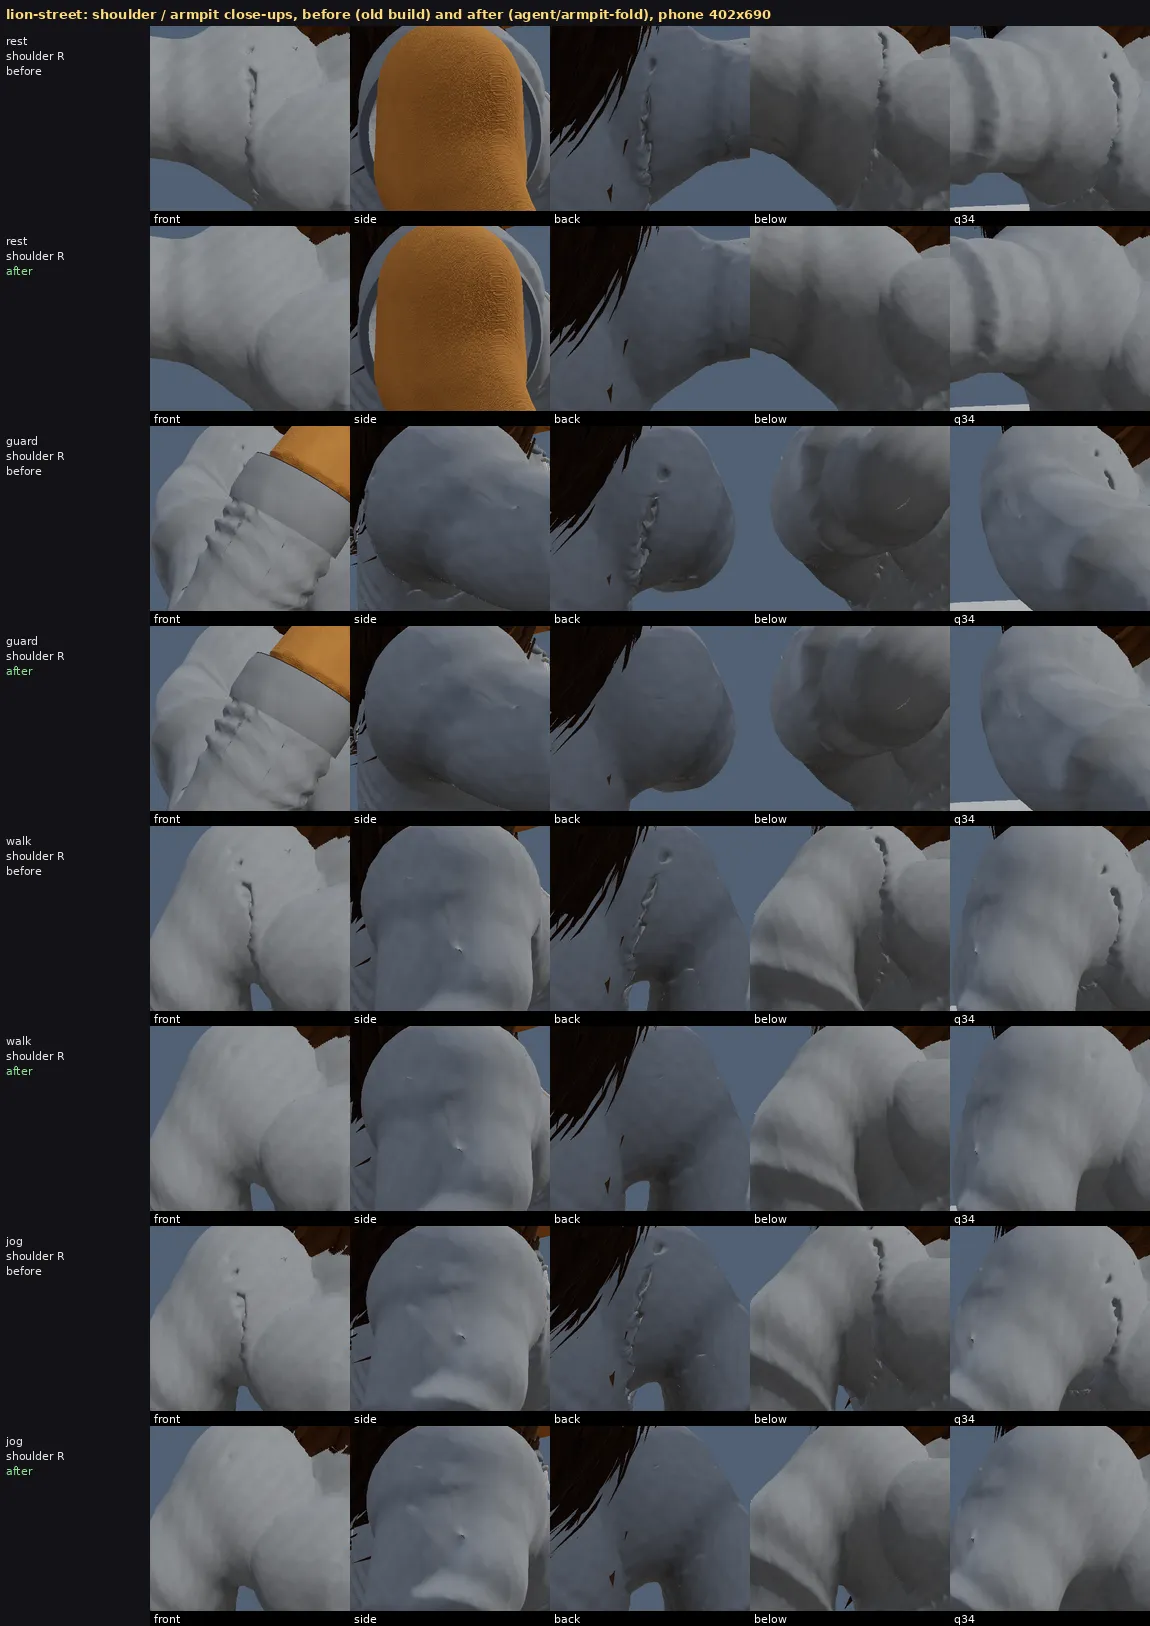 lion-street: shoulder / armpit close-ups, before (old build) and after (agent/armpit-fold), phone 402x690
rest
shoulder R
before
front side back below q34
rest
shoulder R
after
front side back below q34
guard
shoulder R
before
front side back below q34
guard
shoulder R
after
front side back below q34
walk
shoulder R
before
front side back below q34
walk
shoulder R
after
front side back below q34
jog
shoulder R
before
front side back below q34
jog
shoulder R
after
front side back below q34